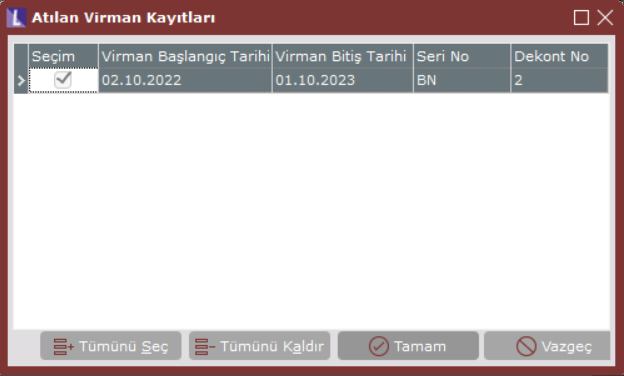 Atılan Virman Kayıtları
Seçim Virman Başlangıç Tarihi Virman Bitiş Tarihi Seri No Dekont No
02.10.2022 01.10.2023 BN 2
Tümünü Seç Tümünü Kaldır Tamam Vazgeç